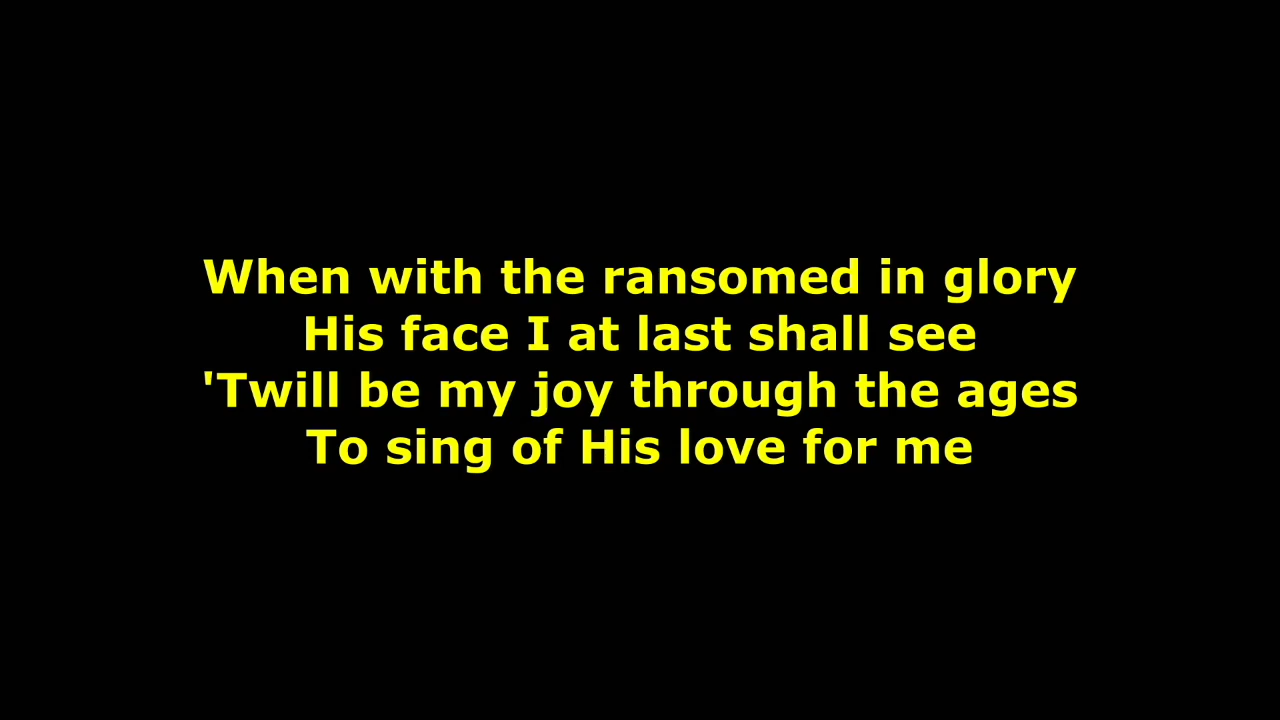 When with the ransomed in glory
His face I at last shall see
'Twill be my joy through the ages
To sing of His love for me